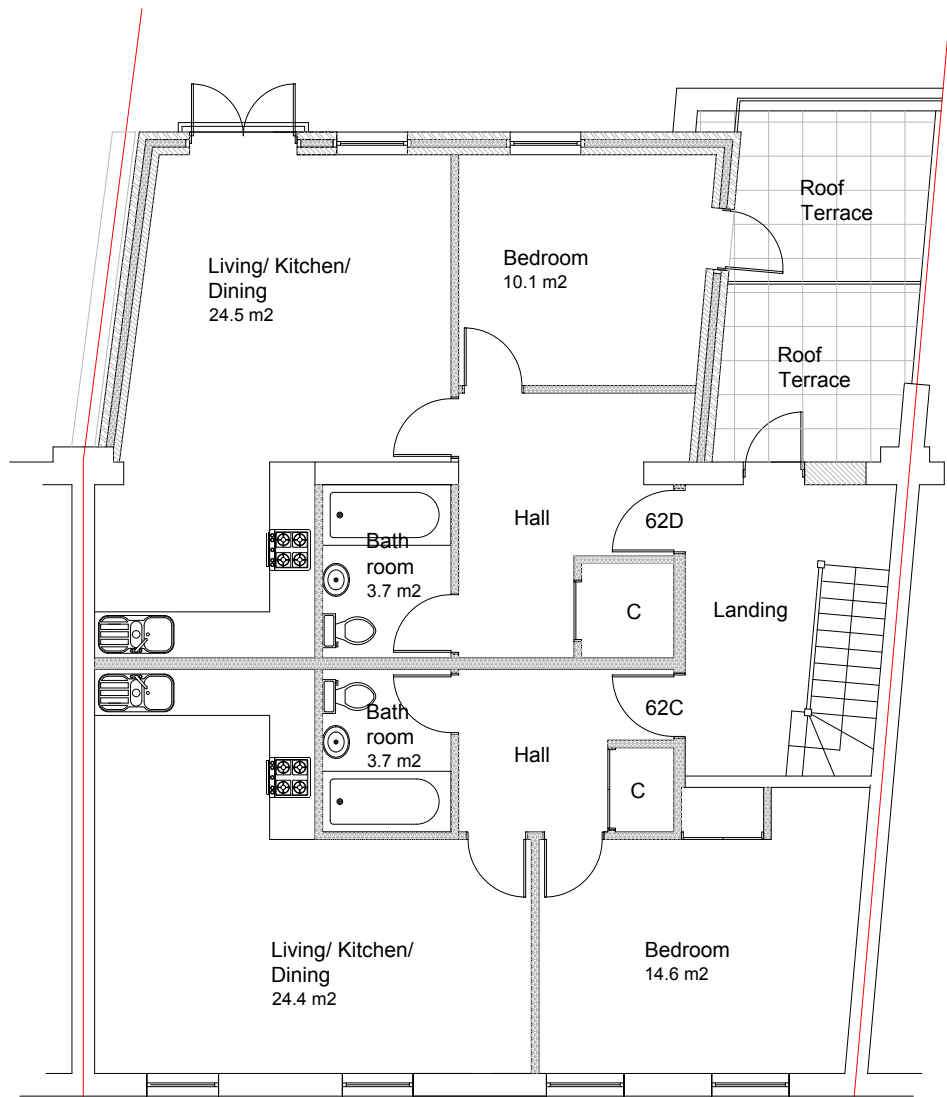 Roof
Terrace
Bedroom
10.1 m2
Living/ Kitchen/
Dining
24.5 m2
Roof
Terrace
Hall
62D
Bath
room
3.7 m2
C
Landing
62C
Bath
room
3.7 m2
Hall
C
Living/ Kitchen/
Dining
24.4 m2
Bedroom
14.6 m2